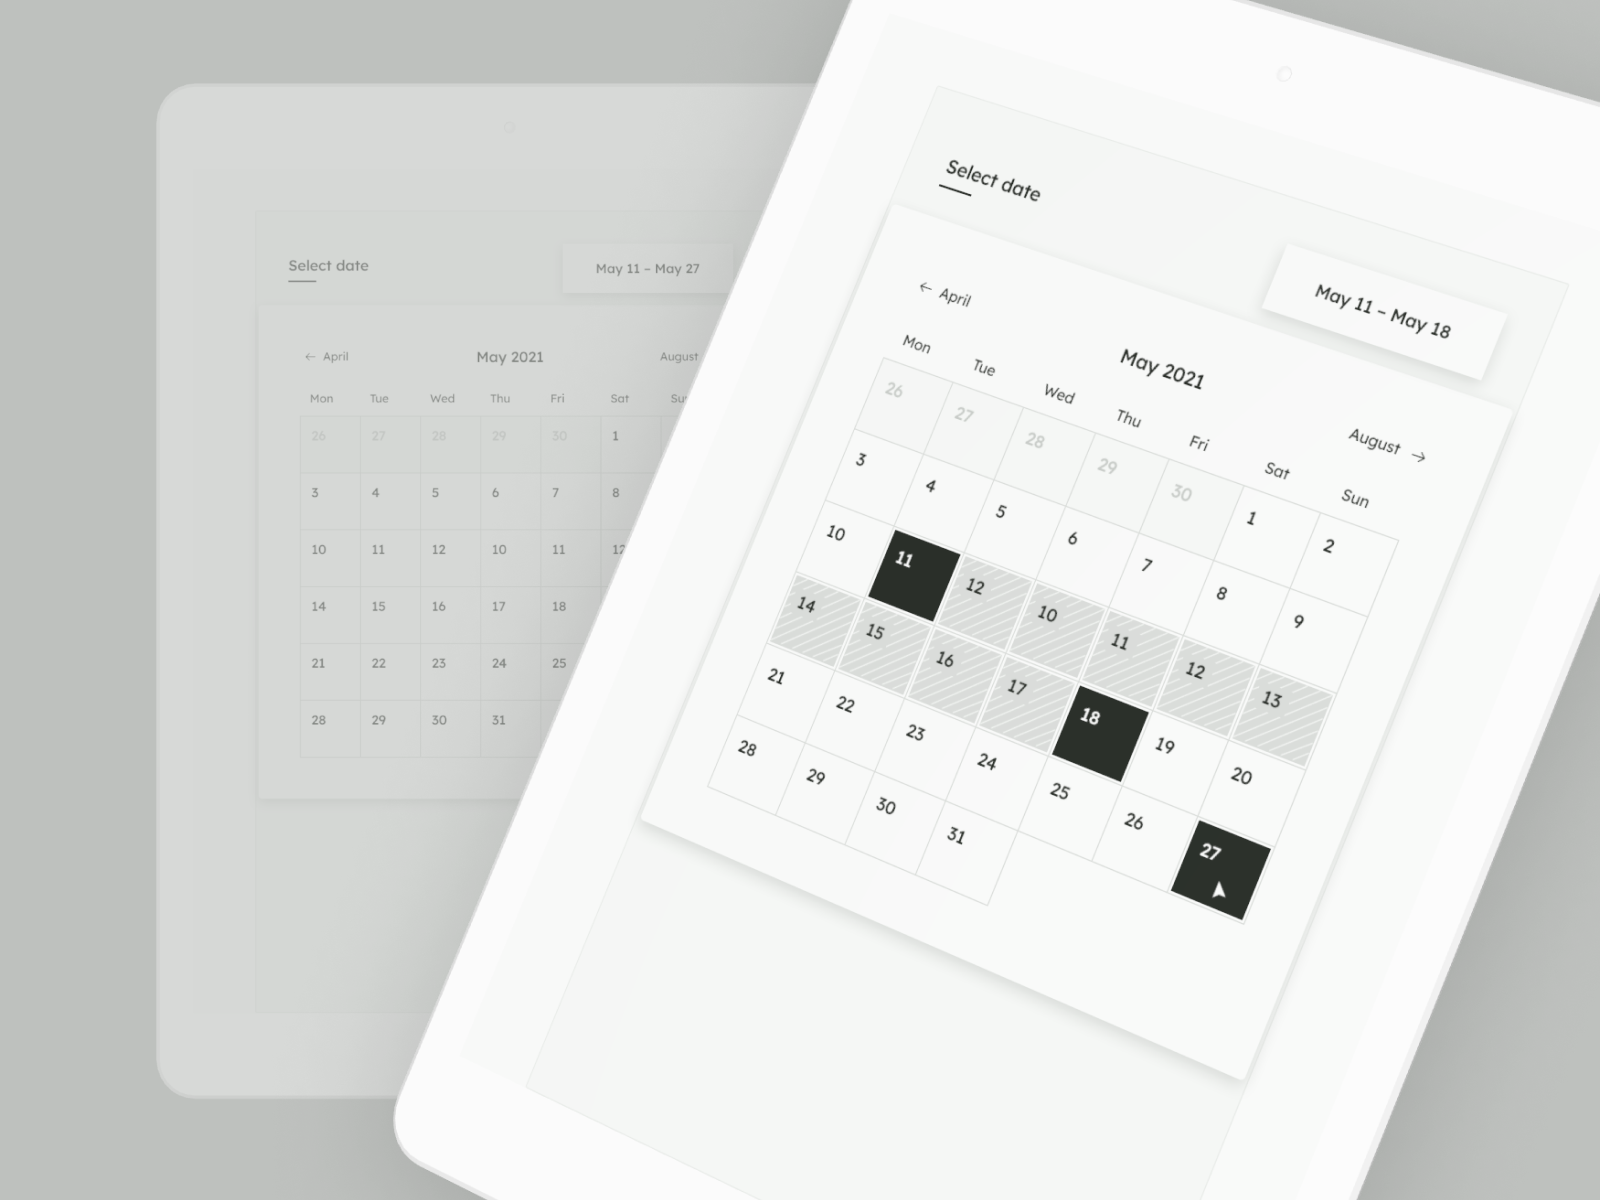 Select date
May 11 – May 27
← April
May 2021
August
Mon Tue Wed Thu Fri Sat
26 27 28 29 30 1
3 4 5 6 7 8
10 11 12 10 11 12
14 15 16 17 18
21 22 23 24 25
28 29 30 31
Select date
May 11 – May 18
← April
May 2021
August →
Mon Tue Wed Thu Fri Sat Sun
26 27 28 29 30 1 2
3 4 5 6 7 8 9
10 11 12 10 11 12 13
14 15 16 17 18 19 20
21 22 23 24 25 26 27
28 29 30 31